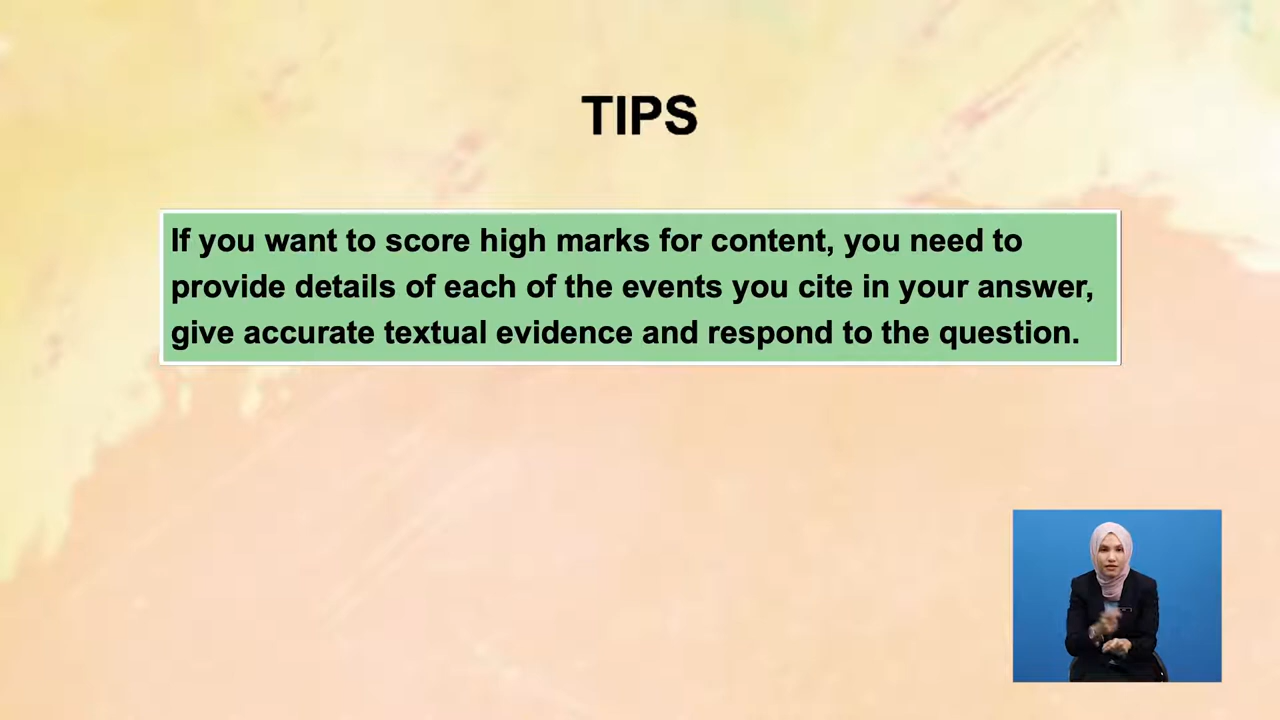 TIPS
If you want to score high marks for content, you need to
provide details of each of the events you cite in your answer,
give accurate textual evidence and respond to the question.